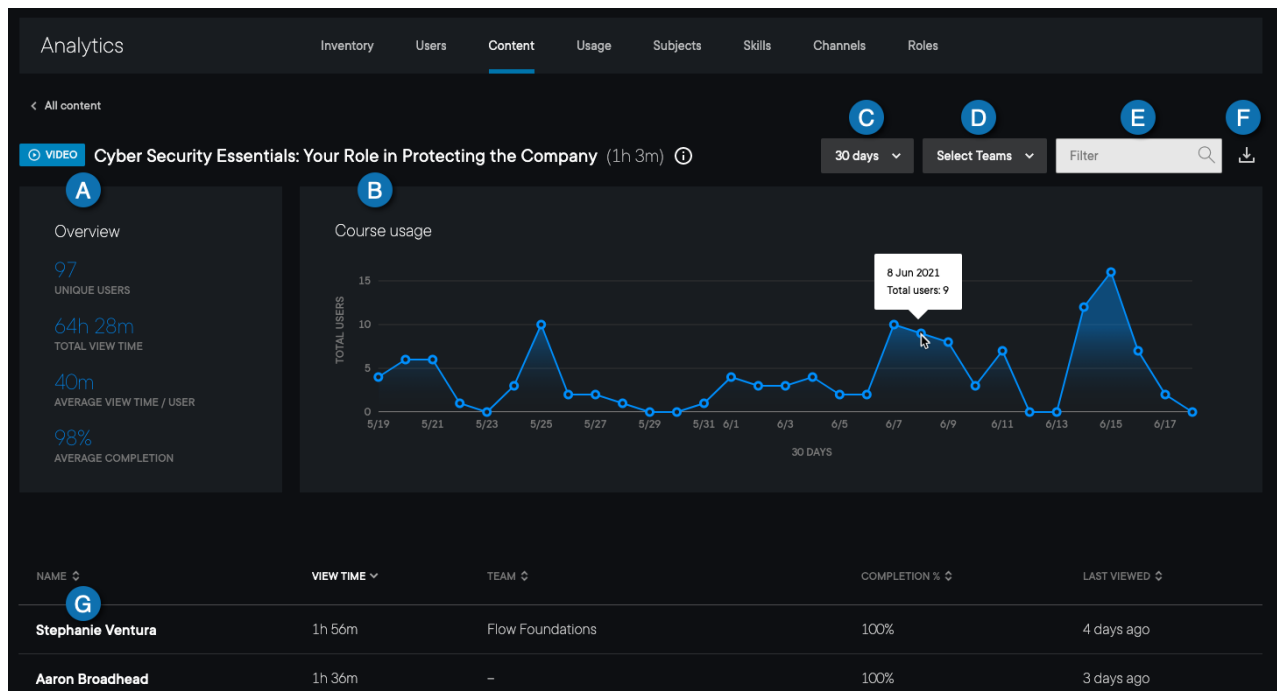 Analytics Inventory Users Content Usage Subjects Skills Channels Roles
< All content
C D E F
VIDEO Cyber Security Essentials: Your Role in Protecting the Company (1h 3m) 30 days Select Teams Filter
A B
Overview
97
UNIQUE USERS
64h 28m
TOTAL VIEW TIME
40m
AVERAGE VIEW TIME / USER
98%
AVERAGE COMPLETION
Course usage
8 Jun 2021
Total users: 9
TOTAL USERS
15
10
5
0
5/19 5/21 5/23 5/25 5/27 5/29 5/31 6/1 6/3 6/5 6/7 6/9 6/11 6/13 6/15 6/17
30 DAYS
NAME VIEW TIME TEAM COMPLETION % LAST VIEWED
G
Stephanie Ventura 1h 56m Flow Foundations 100% 4 days ago
Aaron Broadhead 1h 36m – 100% 3 days ago